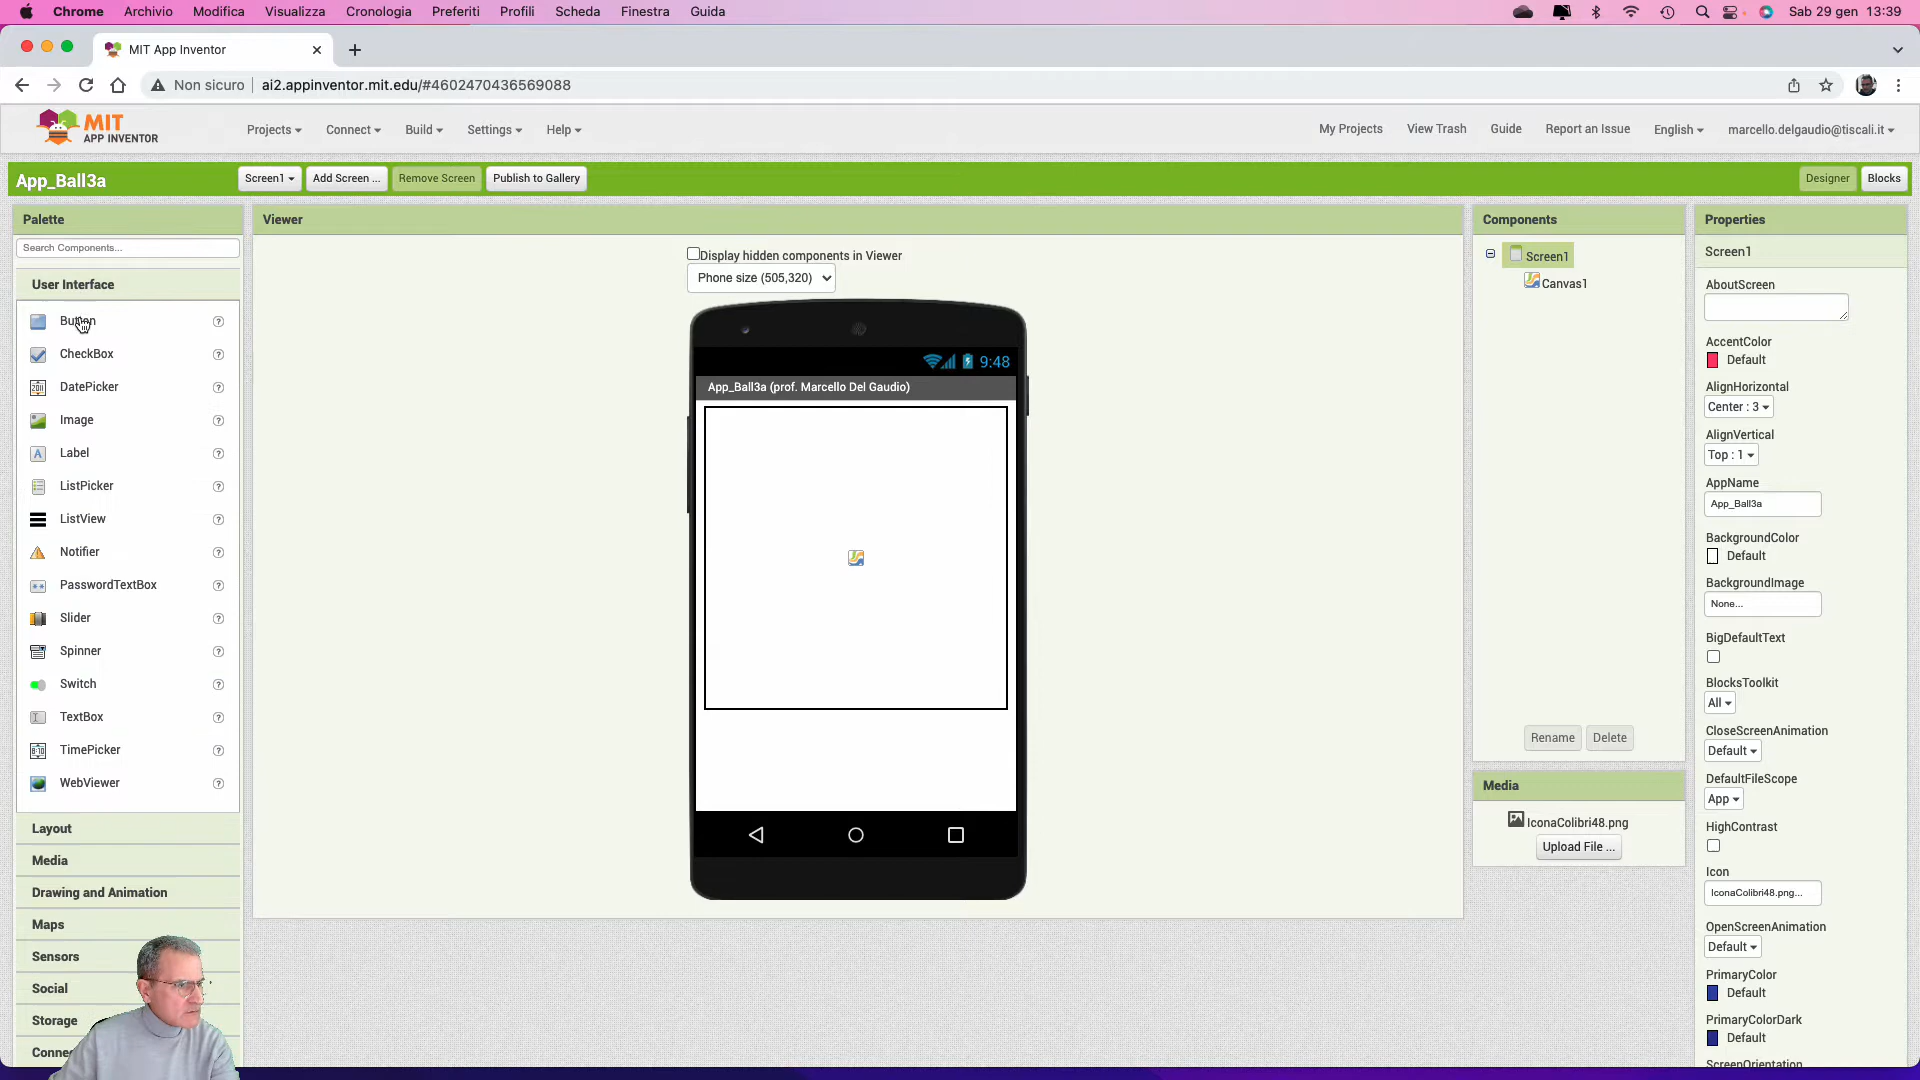 Chrome Archivio Modifica Visualizza Cronologia Preferiti Profili Scheda Finestra Guida Sab 29 gen 13:39
MIT App Inventor
Non sicuro ai2.appinventor.mit.edu/#4602470436569088
MIT
APP INVENTOR
Projects Connect Build Settings Help My Projects View Trash Guide Report an Issue English marcello.delgaudio@tiscali.it
App_Ball3a Screen1 Add Screen ... Remove Screen Publish to Gallery Designer Blocks
Palette
Search Components...
User Interface
Button
CheckBox
DatePicker
Image
Label
ListPicker
ListView
Notifier
PasswordTextBox
Slider
Spinner
Switch
TextBox
TimePicker
WebViewer
Layout
Media
Drawing and Animation
Maps
Sensors
Social
Storage
Viewer
Display hidden components in Viewer
Phone size (505,320)
9:48
App_Ball3a (prof. Marcello Del Gaudio)
Components
Screen1
Canvas1
Rename Delete
Media
IconaColibri48.png
Upload File ...
Properties
Screen1
AboutScreen
AccentColor
Default
AlignHorizontal
Center : 3
AlignVertical
Top : 1
AppName
App_Ball3a
BackgroundColor
Default
BackgroundImage
None...
BigDefaultText
BlocksToolkit
All
CloseScreenAnimation
Default
DefaultFileScope
App
HighContrast
Icon
IconaColibri48.png...
OpenScreenAnimation
Default
PrimaryColor
Default
PrimaryColorDark
Default
ScreenOrientation